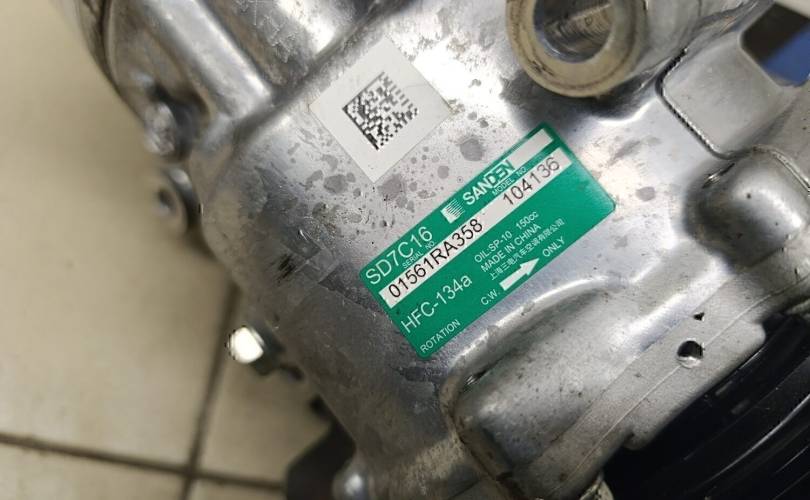 SANDEN
SD7C16
SERIAL NO. MODEL NO.
01561RA358 104136
HFC-134a
OIL:SP-10 150cc
MADE IN CHINA
上海三电汽车空调有限公司
ROTATION C.W. ONLY